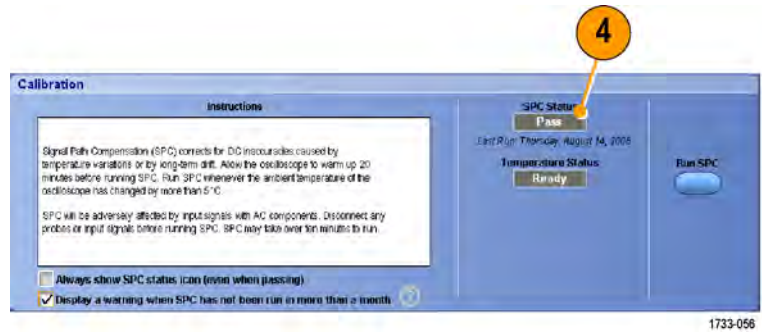 4
Calibration
Instructions
SPC Status
Pass
Last Run: Thursday, August 14, 2008
Signal Path Compensation (SPC) corrects for DC inaccuracies caused by
temperature variations or by long-term drift. Allow the oscilloscope to warm up 20
minutes before running SPC. Run SPC whenever the ambient temperature of the
oscilloscope has changed by more than 5°C.
SPC will be adversely affected by input signals with AC components. Disconnect any
probes or input signals before running SPC. SPC may take over ten minutes to run.
Temperature Status
Ready
Run SPC
Always show SPC status icon (even when passing)
Display a warning when SPC has not been run in more than a month
?
1733-056